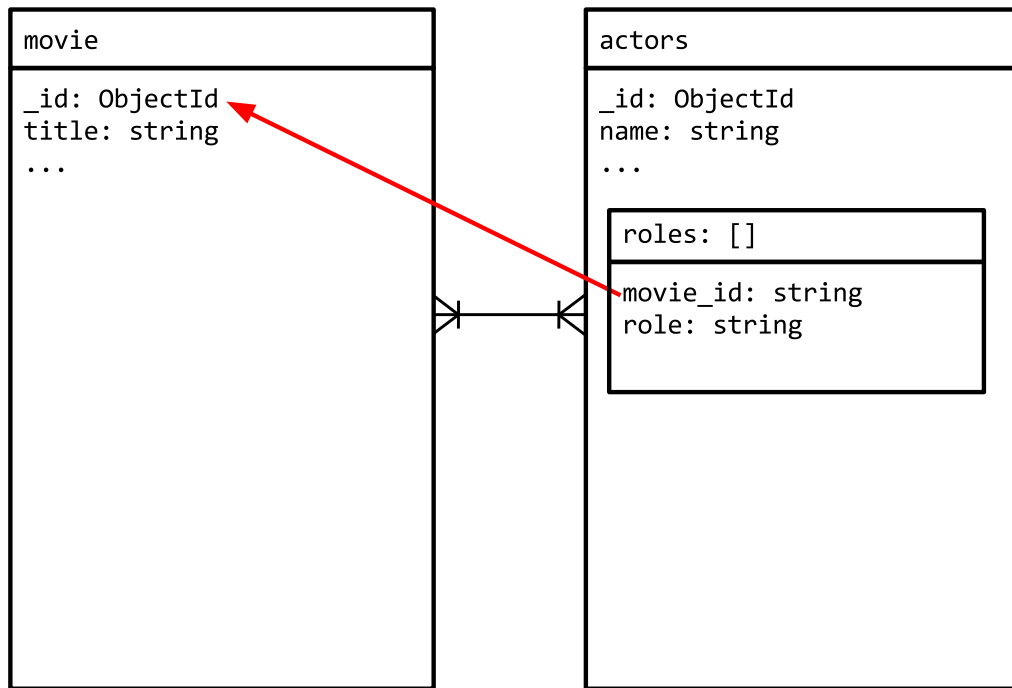 movie
_id: ObjectId
title: string
...
actors
_id: ObjectId
name: string
...
roles: []
movie_id: string
role: string